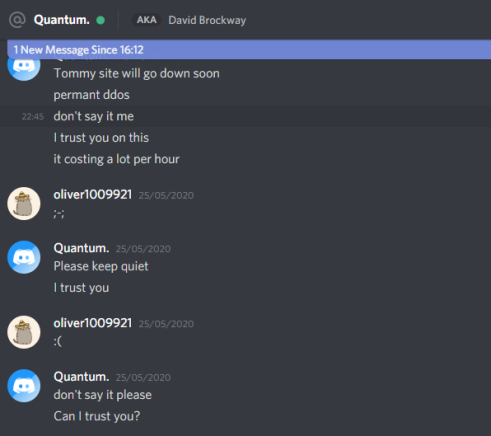 @ Quantum. AKA David Brockway
1 New Message Since 16:12
Tommy site will go down soon
permant ddos
22:45 don't say it me
I trust you on this
it costing a lot per hour
oliver1009921 25/05/2020
;-;
Quantum. 25/05/2020
Please keep quiet
I trust you
oliver1009921 25/05/2020
:(
Quantum. 25/05/2020
don't say it please
Can I trust you?